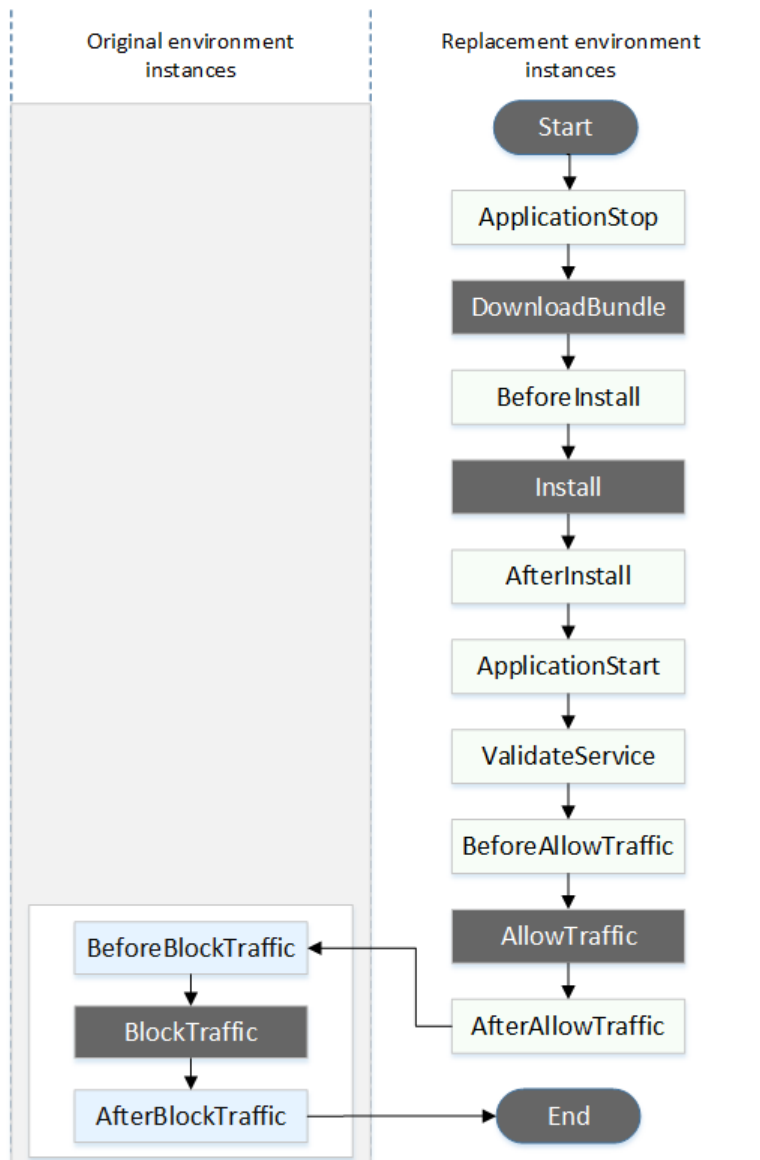 Original environment
instances
Replacement environment
instances
Start
ApplicationStop
DownloadBundle
BeforeInstall
Install
AfterInstall
ApplicationStart
ValidateService
BeforeAllowTraffic
AllowTraffic
AfterAllowTraffic
BeforeBlockTraffic
BlockTraffic
AfterBlockTraffic
End